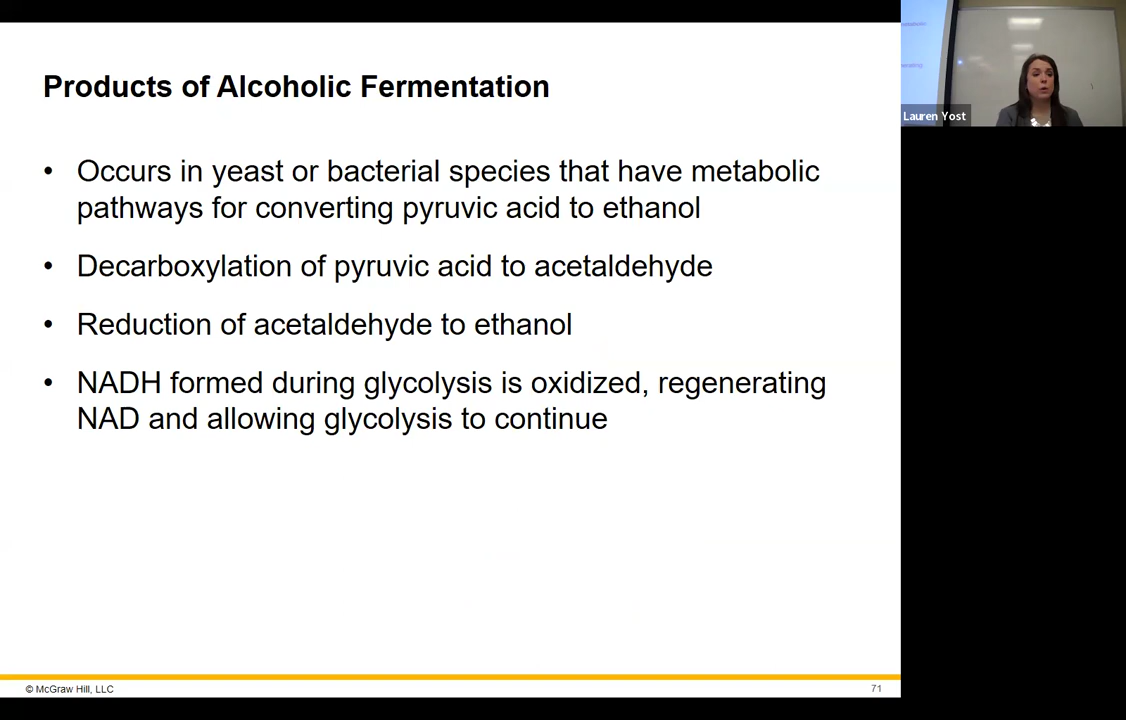 Products of Alcoholic Fermentation
• Occurs in yeast or bacterial species that have metabolic
pathways for converting pyruvic acid to ethanol
• Decarboxylation of pyruvic acid to acetaldehyde
• Reduction of acetaldehyde to ethanol
• NADH formed during glycolysis is oxidized, regenerating
NAD and allowing glycolysis to continue
© McGraw Hill, LLC
71
Lauren Yost